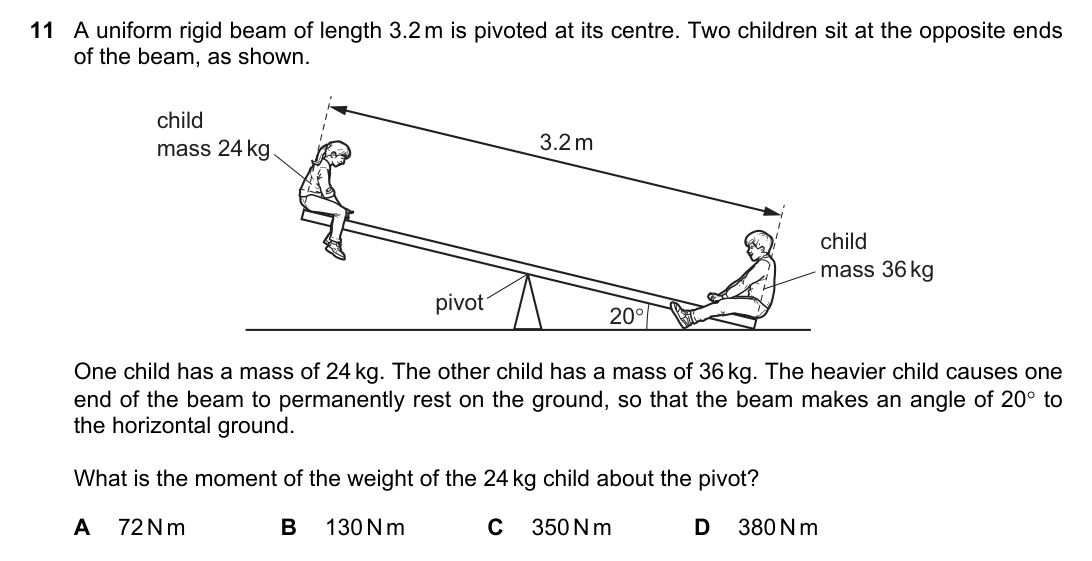 11 A uniform rigid beam of length 3.2 m is pivoted at its centre. Two children sit at the opposite ends
of the beam, as shown.
child
mass 24 kg
3.2 m
child
mass 36 kg
pivot
20°
One child has a mass of 24 kg. The other child has a mass of 36 kg. The heavier child causes one
end of the beam to permanently rest on the ground, so that the beam makes an angle of 20° to
the horizontal ground.
What is the moment of the weight of the 24 kg child about the pivot?
A 72 N m B 130 N m C 350 N m D 380 N m